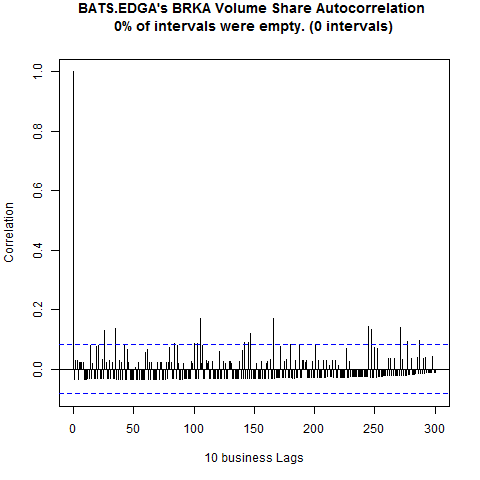 BATS.EDGA's BRKA Volume Share Autocorrelation
0% of intervals were empty. (0 intervals)
Correlation
1.0
0.8
0.6
0.4
0.2
0.0
0 50 100 150 200 250 300
10 business Lags